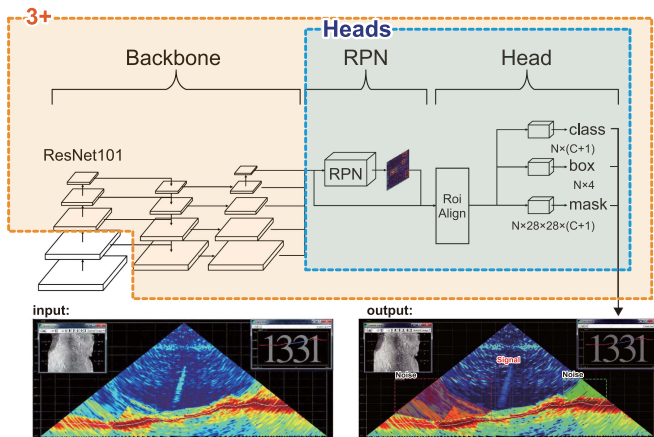 3+
Heads
Backbone
RPN
Head
ResNet101
RPN
Roi
Align
class
N×(C+1)
box
N×4
mask
N×28×28×(C+1)
input:
output:
1331
1331
Signal
Noise
Noise